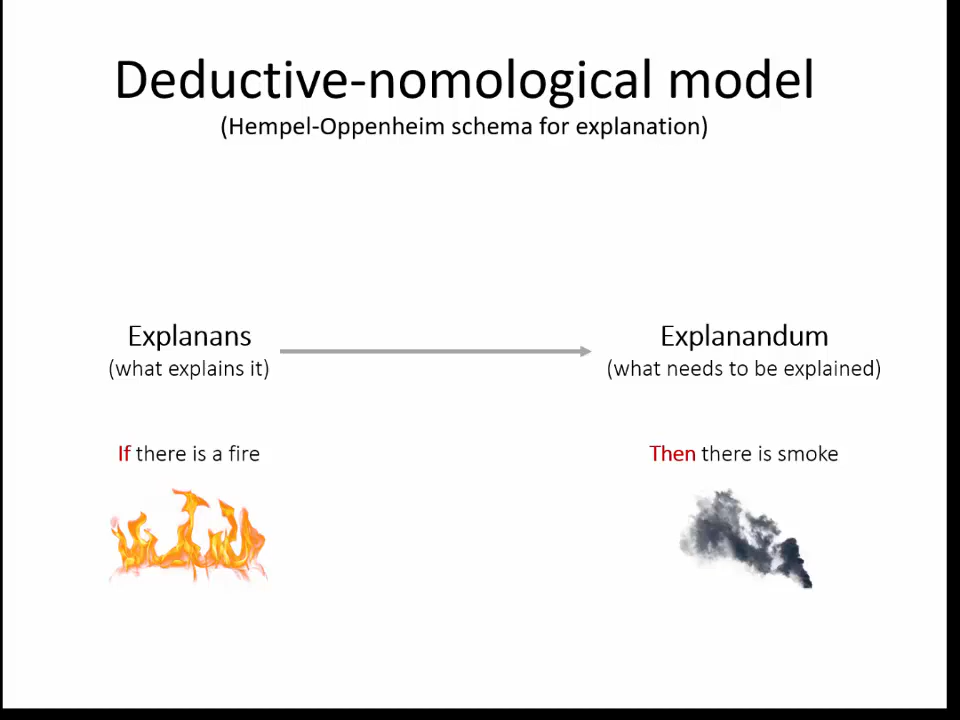 Deductive-nomological model
(Hempel-Oppenheim schema for explanation)
Explanans
(what explains it)
Explanandum
(what needs to be explained)
If there is a fire
Then there is smoke